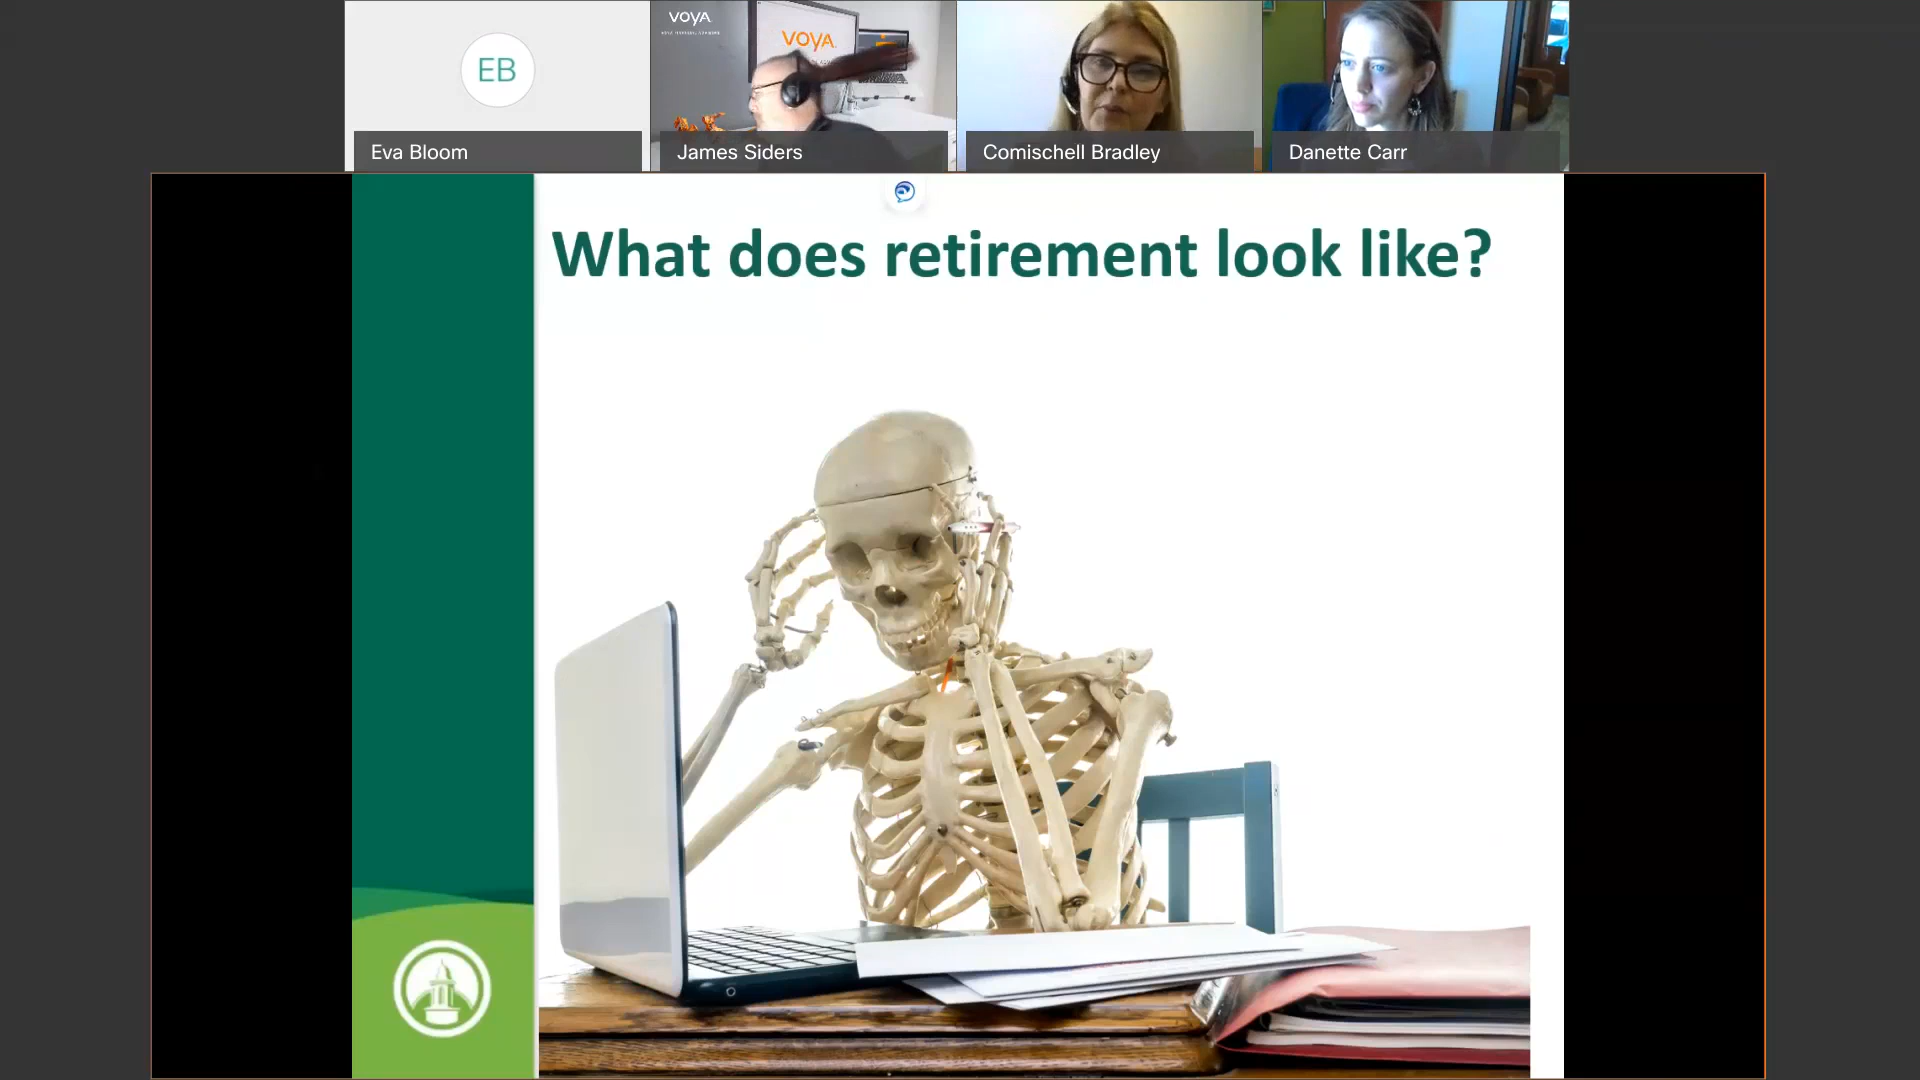 EB
Eva Bloom
VOYA
VOYA
James Siders
Comischell Bradley
Danette Carr
What does retirement look like?